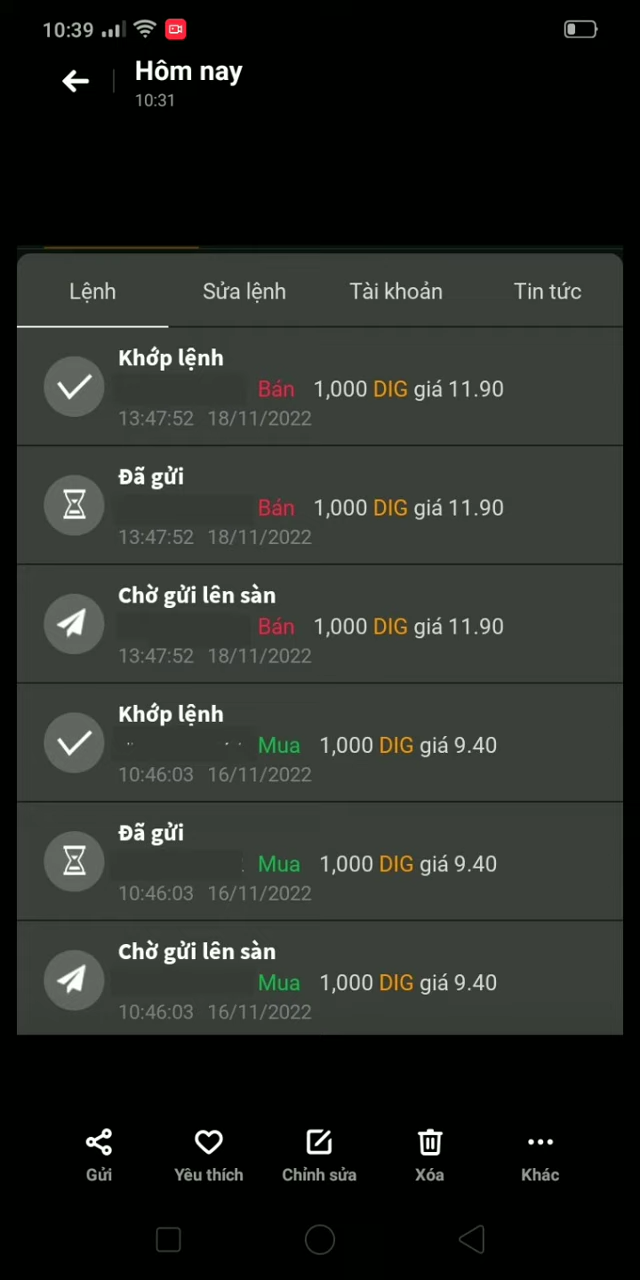 10:39
Hôm nay
10:31
Lệnh Sửa lệnh Tài khoản Tin tức
Khớp lệnh
Bán 1,000 DIG giá 11.90
13:47:52 18/11/2022
Đã gửi
Bán 1,000 DIG giá 11.90
13:47:52 18/11/2022
Chờ gửi lên sàn
Bán 1,000 DIG giá 11.90
13:47:52 18/11/2022
Khớp lệnh
Mua 1,000 DIG giá 9.40
10:46:03 16/11/2022
Đã gửi
Mua 1,000 DIG giá 9.40
10:46:03 16/11/2022
Chờ gửi lên sàn
Mua 1,000 DIG giá 9.40
10:46:03 16/11/2022
Gửi Yêu thích Chỉnh sửa Xóa Khác